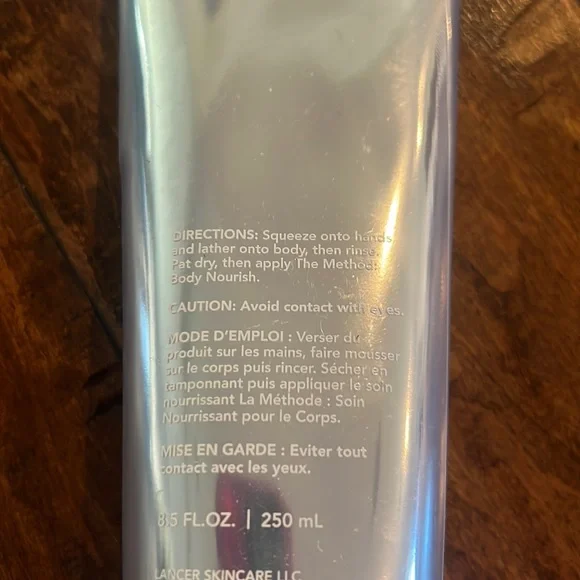 DIRECTIONS: Squeeze onto hands
and lather onto body, then rinse.
Pat dry, then apply The Method:
Body Nourish.
CAUTION: Avoid contact with eyes.
MODE D'EMPLOI : Verser du
produit sur les mains, faire mousser
sur le corps puis rincer. Sécher en
tamponnant puis appliquer le soin
nourrissant La Méthode : Soin
Nourrissant pour le Corps.
MISE EN GARDE : Eviter tout
contact avec les yeux.
8.5 FL.OZ. | 250 mL
LANCER SKINCARE LLC